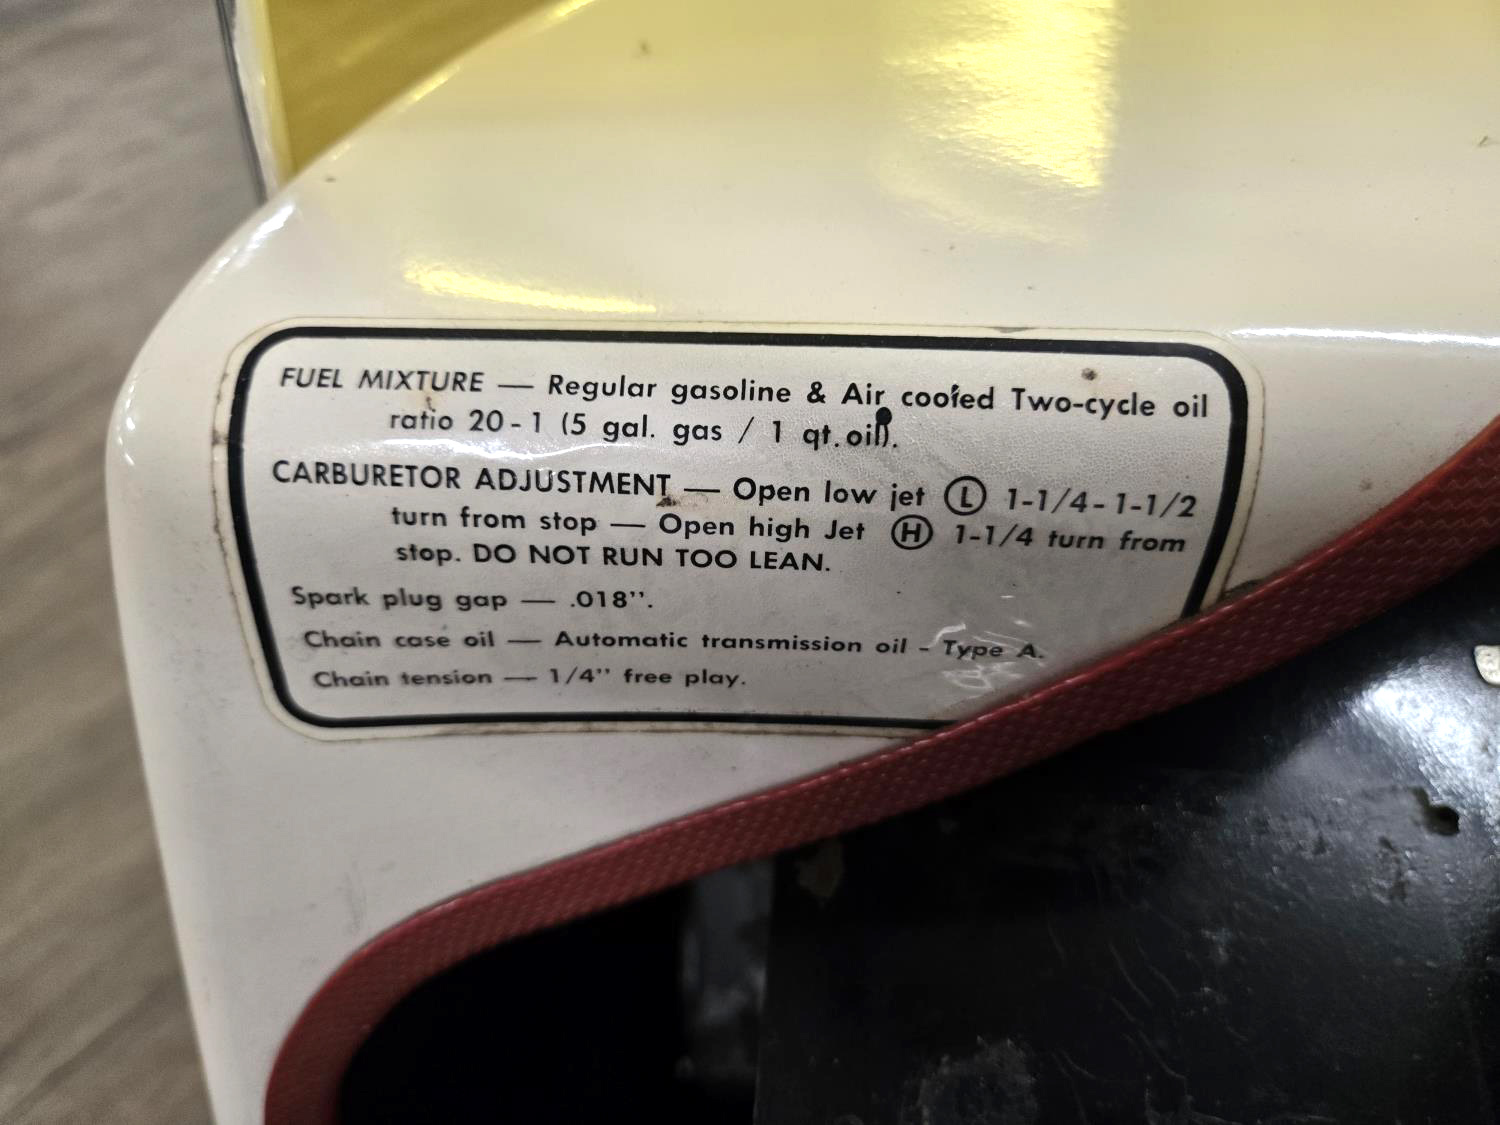 FUEL MIXTURE — Regular gasoline & Air cooled Two-cycle oil
ratio 20-1 (5 gal. gas / 1 qt. oil).
CARBURETOR ADJUSTMENT — Open low jet Ⓛ 1-1/4-1-1/2
turn from stop — Open high Jet Ⓗ 1-1/4 turn from
stop. DO NOT RUN TOO LEAN.
Spark plug gap — .018”.
Chain case oil — Automatic transmission oil - Type A.
Chain tension — 1/4” free play.